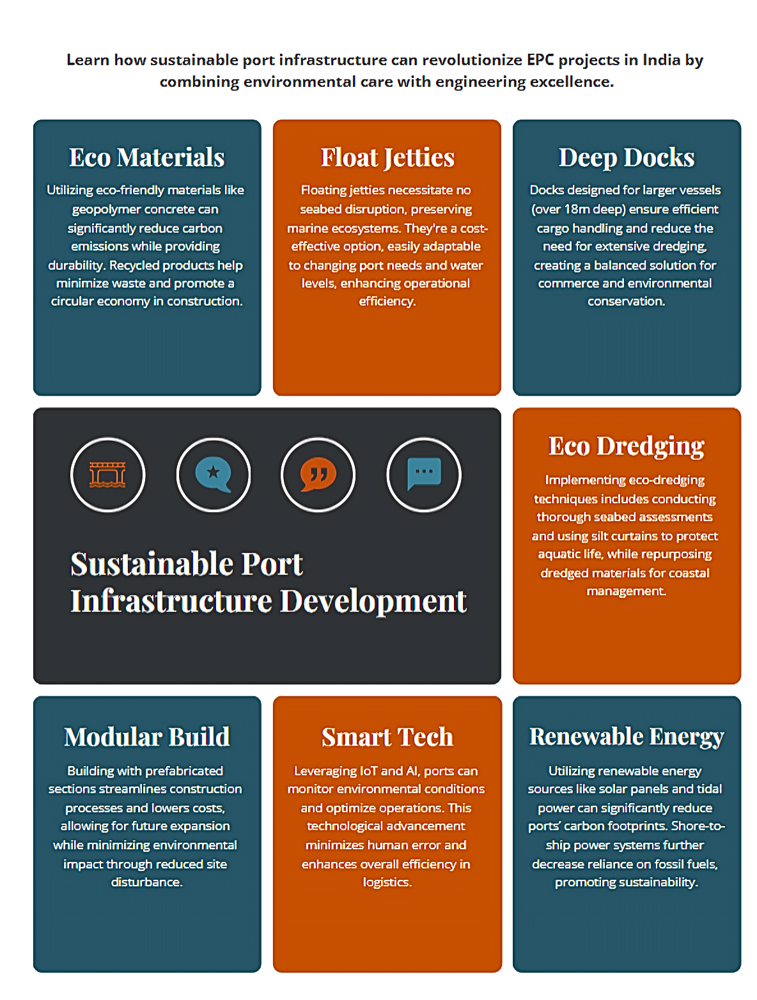 Learn how sustainable port infrastructure can revolutionize EPC projects in India by
combining environmental care with engineering excellence.
Eco Materials
Utilizing eco-friendly materials like
geopolymer concrete can
significantly reduce carbon
emissions while providing
durability. Recycled products help
minimize waste and promote a
circular economy in construction.
Float Jetties
Floating jetties necessitate no
seabed disruption, preserving
marine ecosystems. They're a cost-
effective option, easily adaptable
to changing port needs and water
levels, enhancing operational
efficiency.
Deep Docks
Docks designed for larger vessels
(over 18m deep) ensure efficient
cargo handling and reduce the
need for extensive dredging,
creating a balanced solution for
commerce and environmental
conservation.
Sustainable Port
Infrastructure Development
Eco Dredging
Implementing eco-dredging
techniques includes conducting
thorough seabed assessments
and using silt curtains to protect
aquatic life, while repurposing
dredged materials for coastal
management.
Modular Build
Building with prefabricated
sections streamlines construction
processes and lowers costs,
allowing for future expansion
while minimizing environmental
impact through reduced site
disturbance.
Smart Tech
Leveraging IoT and AI, ports can
monitor environmental conditions
and optimize operations. This
technological advancement
minimizes human error and
enhances overall efficiency in
logistics.
Renewable Energy
Utilizing renewable energy
sources like solar panels and tidal
power can significantly reduce
ports’ carbon footprints. Shore-to-
ship power systems further
decrease reliance on fossil fuels,
promoting sustainability.